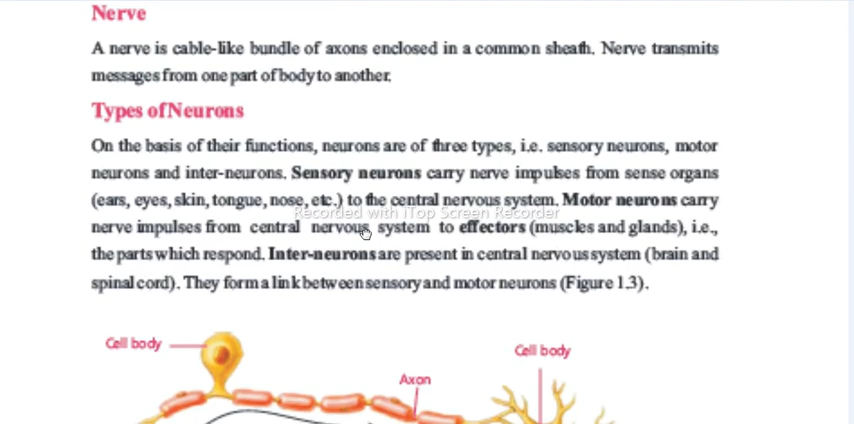 Nerve
A nerve is cable-like bundle of axons enclosed in a common sheath. Nerve transmits
messages from one part of body to another.
Types of Neurons
On the basis of their functions, neurons are of three types, i.e. sensory neurons, motor
neurons and inter-neurons. Sensory neurons carry nerve impulses from sense organs
(ears, eyes, skin, tongue, nose, etc.) to the central nervous system. Motor neurons carry
Recorded with iTop Screen Recorder
nerve impulses from central nervous system to effectors (muscles and glands), i.e.,
the parts which respond. Inter-neurons are present in central nervous system (brain and
spinal cord). They form a link between sensory and motor neurons (Figure 1.3).
Cell body
Cell body
Axon